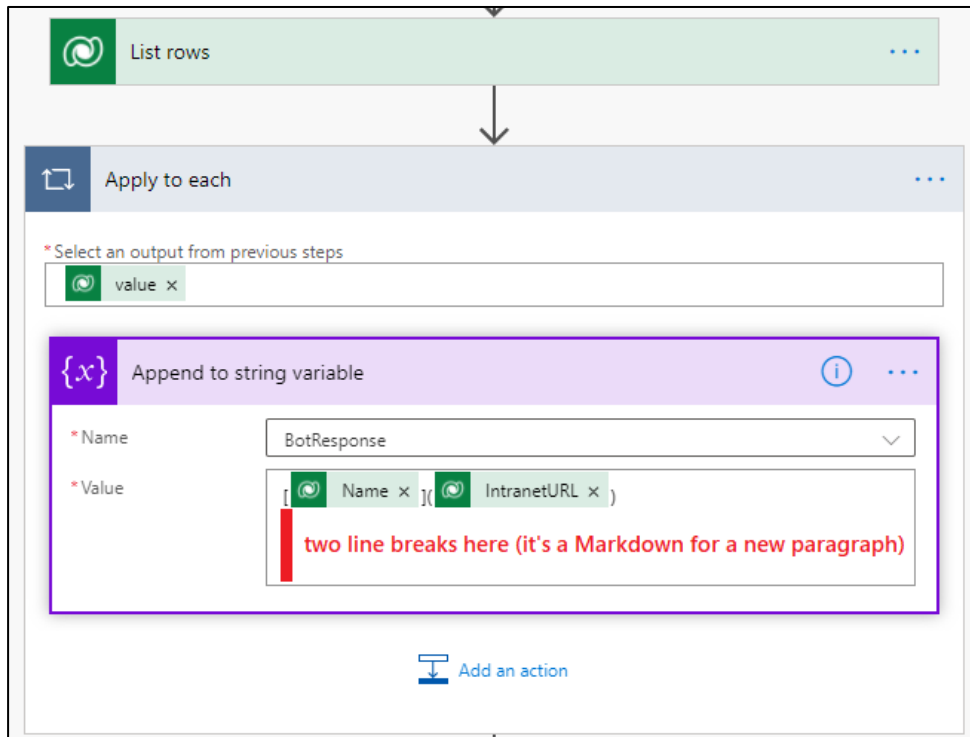 List rows
...
Apply to each
...
*Select an output from previous steps
value ×
{x} Append to string variable
i ...
*Name
BotResponse
*Value
[ Name × ]( IntranetURL × )
two line breaks here (it's a Markdown for a new paragraph)
Add an action